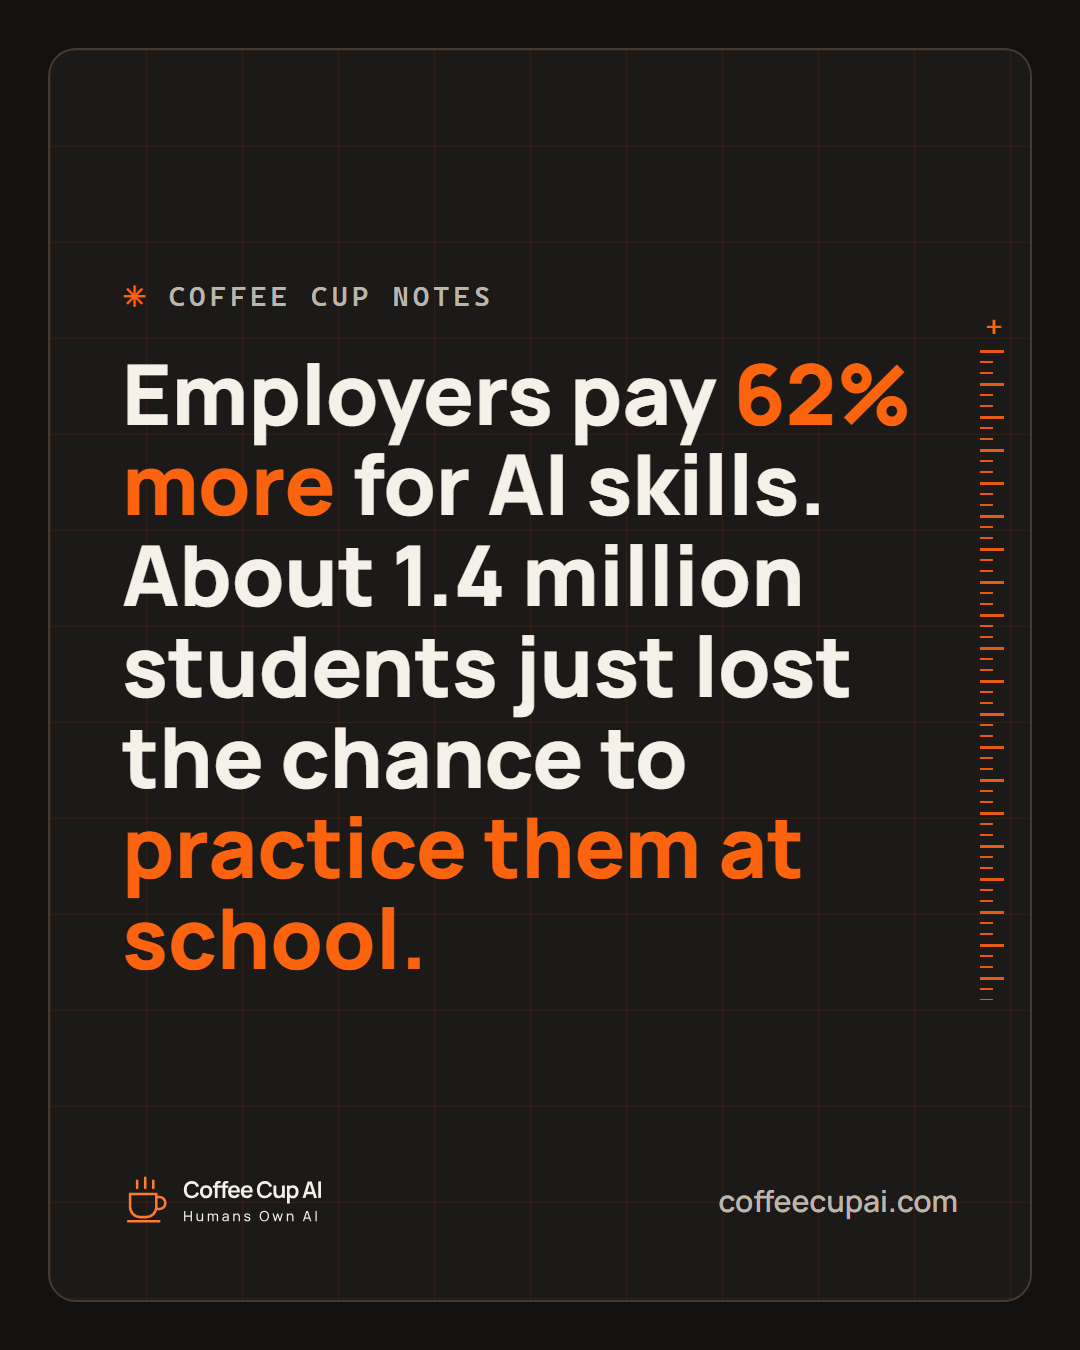 ✳ COFFEE CUP NOTES
Employers pay 62%
more for AI skills.
About 1.4 million
students just lost
the chance to
practice them at
school.
+
Coffee Cup AI
Humans Own AI
coffeecupai.com